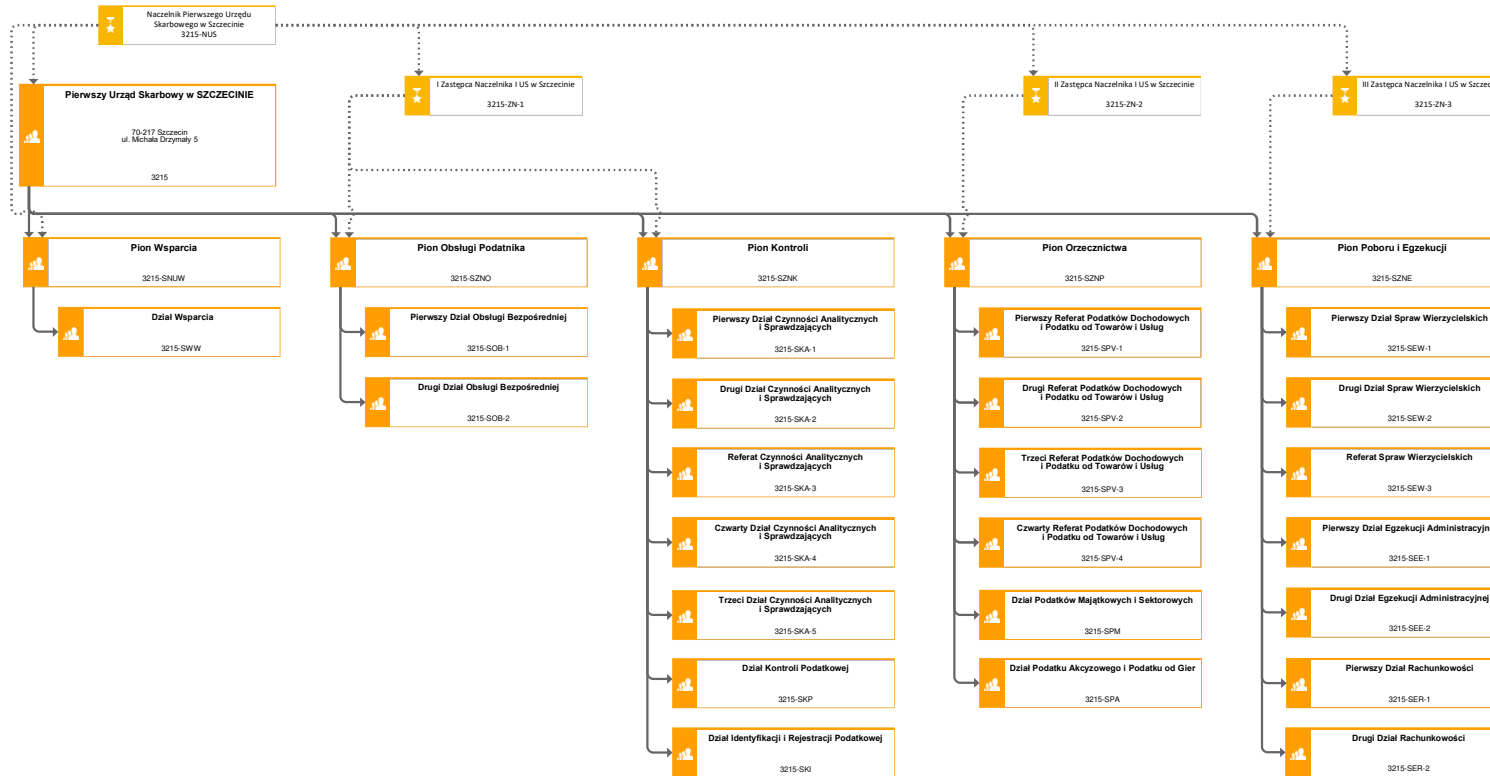 Naczelnik Pierwszego Urzędu
Skarbowego w Szczecinie
3215-NUS
Pierwszy Urząd Skarbowy w SZCZECINIE
70-217 Szczecin
ul. Michała Drzymały 5
3215
I Zastępca Naczelnika I US w Szczecinie
3215-ZN-1
II Zastępca Naczelnika I US w Szczecinie
3215-ZN-2
III Zastępca Naczelnika I US w Szczec
3215-ZN-3
Pion Wsparcia
3215-SNUW
Dział Wsparcia
3215-SWW
Pion Obsługi Podatnika
3215-SZNO
Pierwszy Dział Obsługi Bezpośredniej
3215-SOB-1
Drugi Dział Obsługi Bezpośredniej
3215-SOB-2
Pion Kontroli
3215-SZNK
Pierwszy Dział Czynności Analitycznych
i Sprawdzających
3215-SKA-1
Drugi Dział Czynności Analitycznych
i Sprawdzających
3215-SKA-2
Referat Czynności Analitycznych
i Sprawdzających
3215-SKA-3
Czwarty Dział Czynności Analitycznych
i Sprawdzających
3215-SKA-4
Trzeci Dział Czynności Analitycznych
i Sprawdzających
3215-SKA-5
Dział Kontroli Podatkowej
3215-SKP
Dział Identyfikacji i Rejestracji Podatkowej
3215-SKI
Pion Orzecznictwa
3215-SZNP
Pierwszy Referat Podatków Dochodowych
i Podatku od Towarów i Usług
3215-SPV-1
Drugi Referat Podatków Dochodowych
i Podatku od Towarów i Usług
3215-SPV-2
Trzeci Referat Podatków Dochodowych
i Podatku od Towarów i Usług
3215-SPV-3
Czwarty Referat Podatków Dochodowych
i Podatku od Towarów i Usług
3215-SPV-4
Dział Podatków Majątkowych i Sektorowych
3215-SPM
Dział Podatku Akcyzowego i Podatku od Gier
3215-SPA
Pion Poboru i Egzekucji
3215-SZNE
Pierwszy Dział Spraw Wierzycielskich
3215-SEW-1
Drugi Dział Spraw Wierzycielskich
3215-SEW-2
Referat Spraw Wierzycielskich
3215-SEW-3
Pierwszy Dział Egzekucji Administracyjn
3215-SEE-1
Drugi Dział Egzekucji Administracyjnej
3215-SEE-2
Pierwszy Dział Rachunkowości
3215-SER-1
Drugi Dział Rachunkowości
3215-SER-2